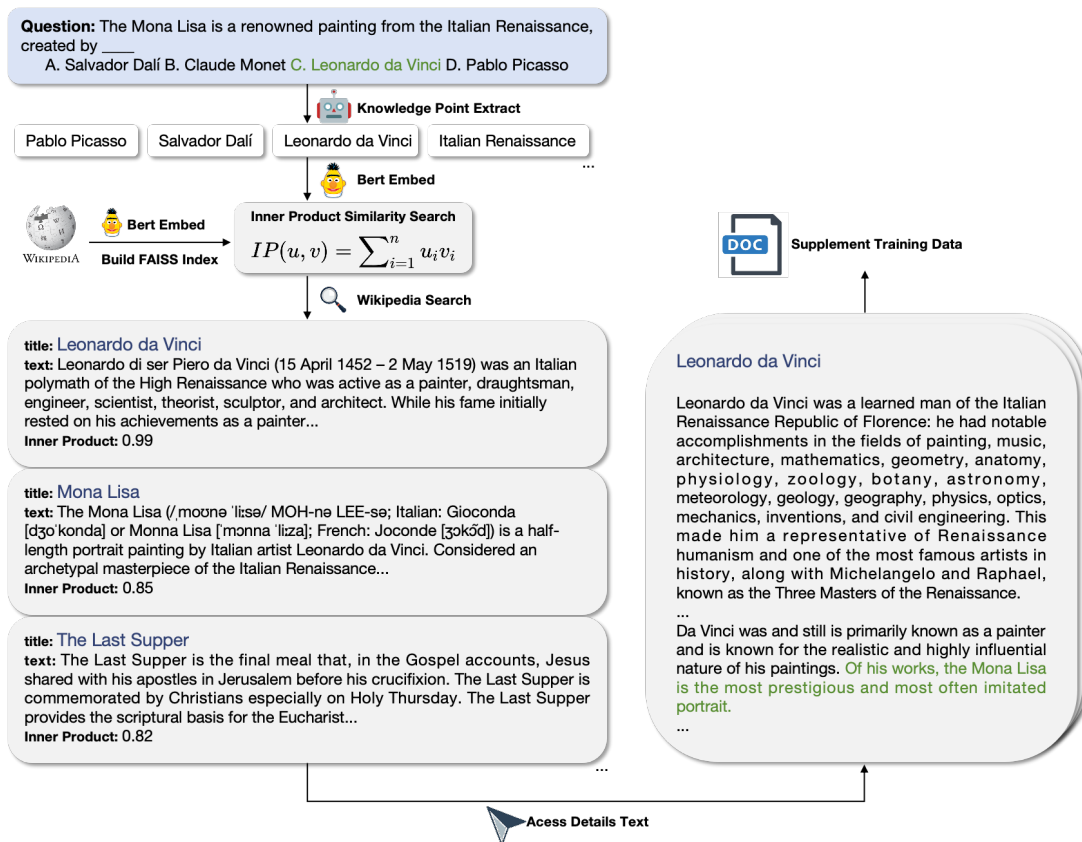 Question: The Mona Lisa is a renowned painting from the Italian Renaissance,
created by ____
A. Salvador Dalí B. Claude Monet C. Leonardo da Vinci D. Pablo Picasso
Knowledge Point Extract
Pablo Picasso
Salvador Dalí
Leonardo da Vinci
Italian Renaissance
...
Bert Embed
WIKIPEDIA
Bert Embed
Build FAISS Index
Inner Product Similarity Search
IP(u, v) = ∑_{i=1}^{n} u_i v_i
Wikipedia Search
title: Leonardo da Vinci
text: Leonardo di ser Piero da Vinci (15 April 1452 – 2 May 1519) was an Italian
polymath of the High Renaissance who was active as a painter, draughtsman,
engineer, scientist, theorist, sculptor, and architect. While his fame initially
rested on his achievements as a painter...
Inner Product: 0.99
title: Mona Lisa
text: The Mona Lisa (/ˌmoʊnə ˈliːsə/ MOH-nə LEE-sə; Italian: Gioconda
[dʒoˈkonda] or Monna Lisa [ˈmɔnna ˈliːza]; French: Joconde [ʒɔkɔ̃d]) is a half-
length portrait painting by Italian artist Leonardo da Vinci. Considered an
archetypal masterpiece of the Italian Renaissance...
Inner Product: 0.85
title: The Last Supper
text: The Last Supper is the final meal that, in the Gospel accounts, Jesus
shared with his apostles in Jerusalem before his crucifixion. The Last Supper is
commemorated by Christians especially on Holy Thursday. The Last Supper
provides the scriptural basis for the Eucharist...
Inner Product: 0.82
...
Acess Details Text
DOC
Supplement Training Data
Leonardo da Vinci
Leonardo da Vinci was a learned man of the Italian
Renaissance Republic of Florence: he had notable
accomplishments in the fields of painting, music,
architecture, mathematics, geometry, anatomy,
physiology, zoology, botany, astronomy,
meteorology, geology, geography, physics, optics,
mechanics, inventions, and civil engineering. This
made him a representative of Renaissance
humanism and one of the most famous artists in
history, along with Michelangelo and Raphael,
known as the Three Masters of the Renaissance.
...
Da Vinci was and still is primarily known as a painter
and is known for the realistic and highly influential
nature of his paintings. Of his works, the Mona Lisa
is the most prestigious and most often imitated
portrait.
...